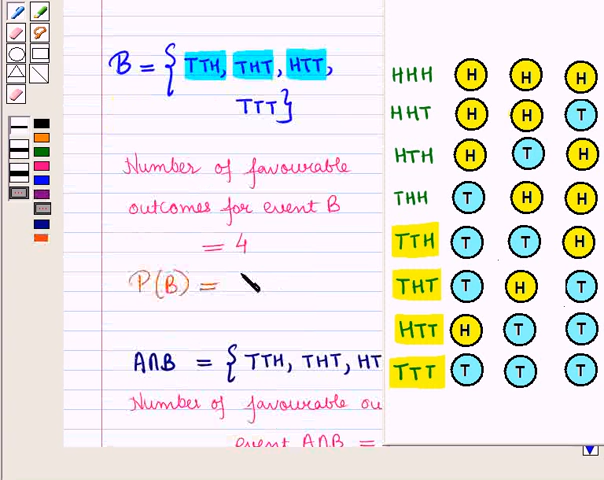 B = { TTH, THT, HTT,
TTT}
Number of favourable
outcomes for event B
= 4
P(B) =
A∩B = { TTH, THT, HT
Number of favourable ou
event A∩B =
HHH H H H
HHT H H T
HTH H T H
THH T H H
TTH T T H
THT T H T
HTT H T T
TTT T T T